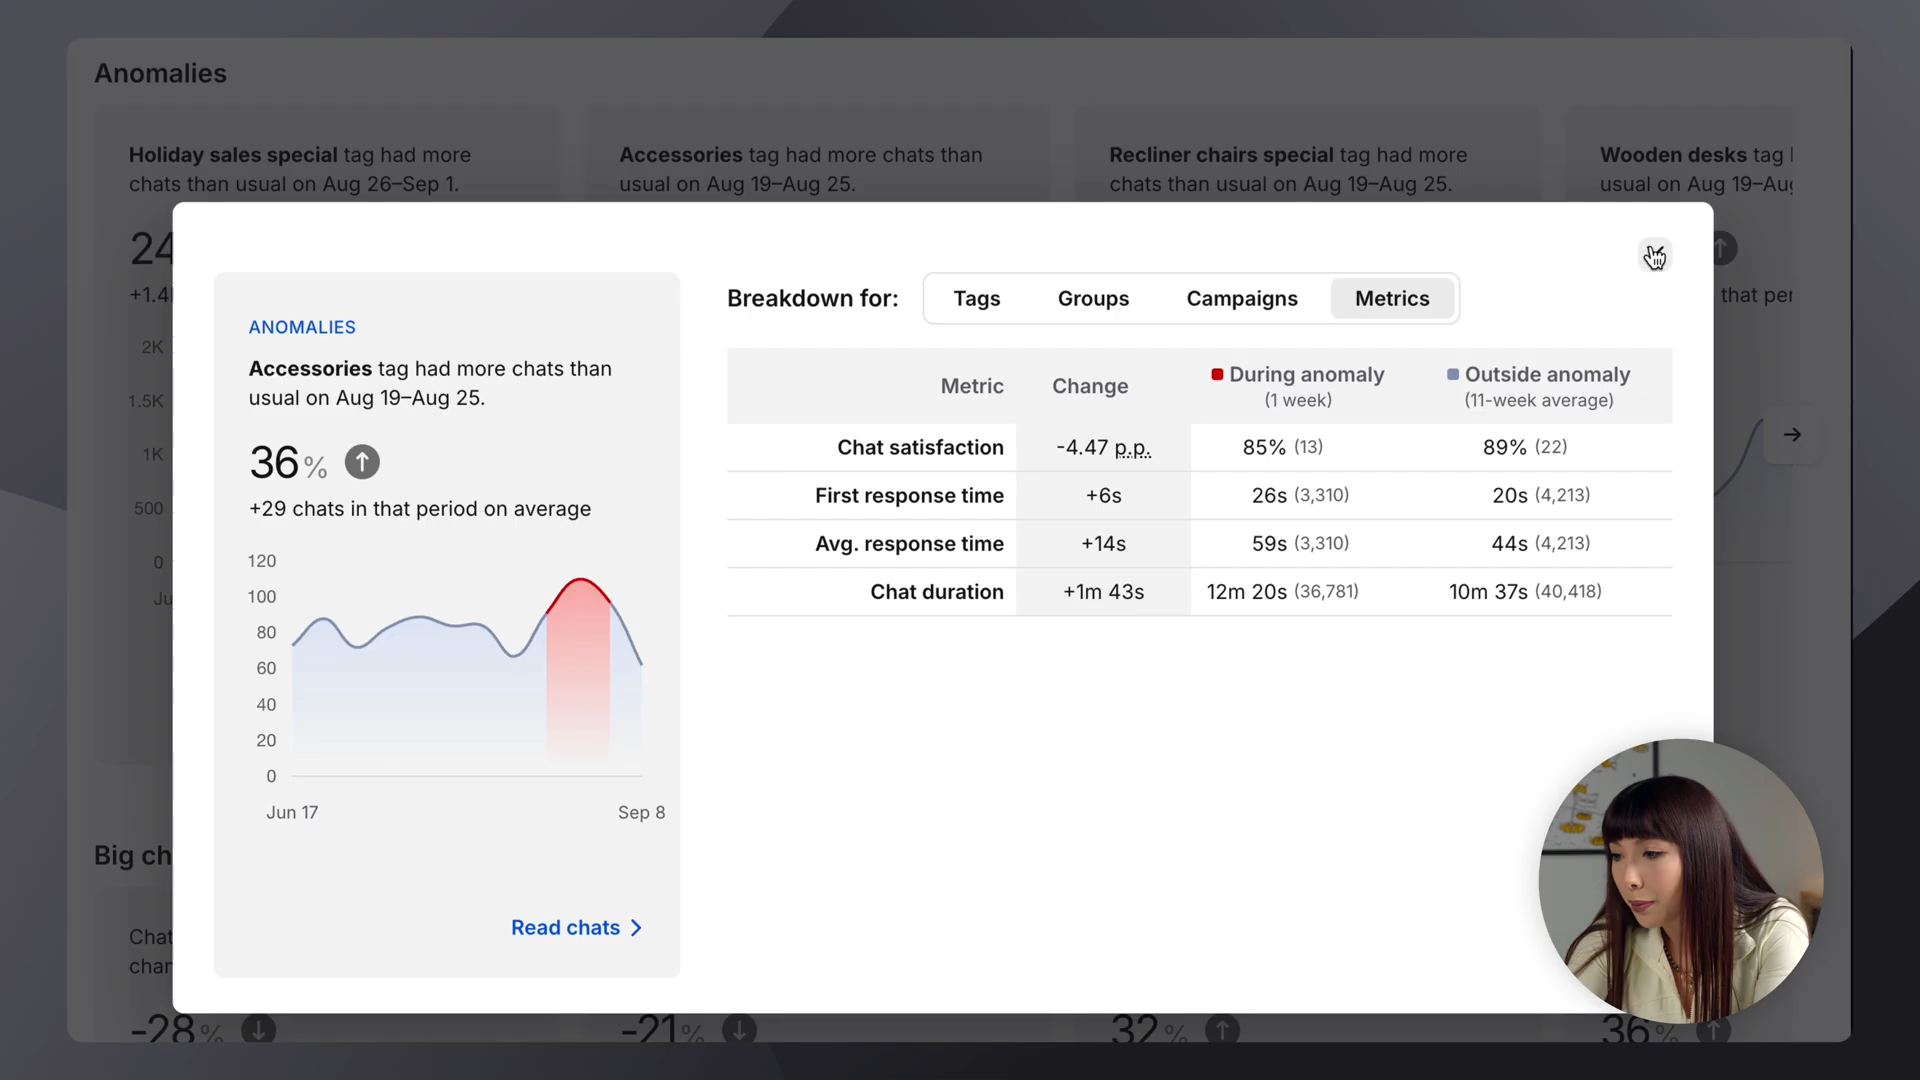 Anomalies
Holiday sales special tag had more
chats than usual on Aug 26–Sep 1.
Accessories tag had more chats than
usual on Aug 19–Aug 25.
Recliner chairs special tag had more
chats than usual on Aug 19–Aug 25.
Wooden desks tag
usual on Aug 19–Aug
24
+1.4
that per
2K
1.5K
1K
500
0
Ju
ANOMALIES
Accessories tag had more chats than
usual on Aug 19–Aug 25.
36 %
+29 chats in that period on average
120
100
80
60
40
20
0
Jun 17
Sep 8
Read chats
Breakdown for:
Tags
Groups
Campaigns
Metrics
Metric
Change
During anomaly
(1 week)
Outside anomaly
(11-week average)
Chat satisfaction
-4.47 p.p.
85% (13)
89% (22)
First response time
+6s
26s (3,310)
20s (4,213)
Avg. response time
+14s
59s (3,310)
44s (4,213)
Chat duration
+1m 43s
12m 20s (36,781)
10m 37s (40,418)
Big ch
Chat
char
-28%
-21%
32 %
36%